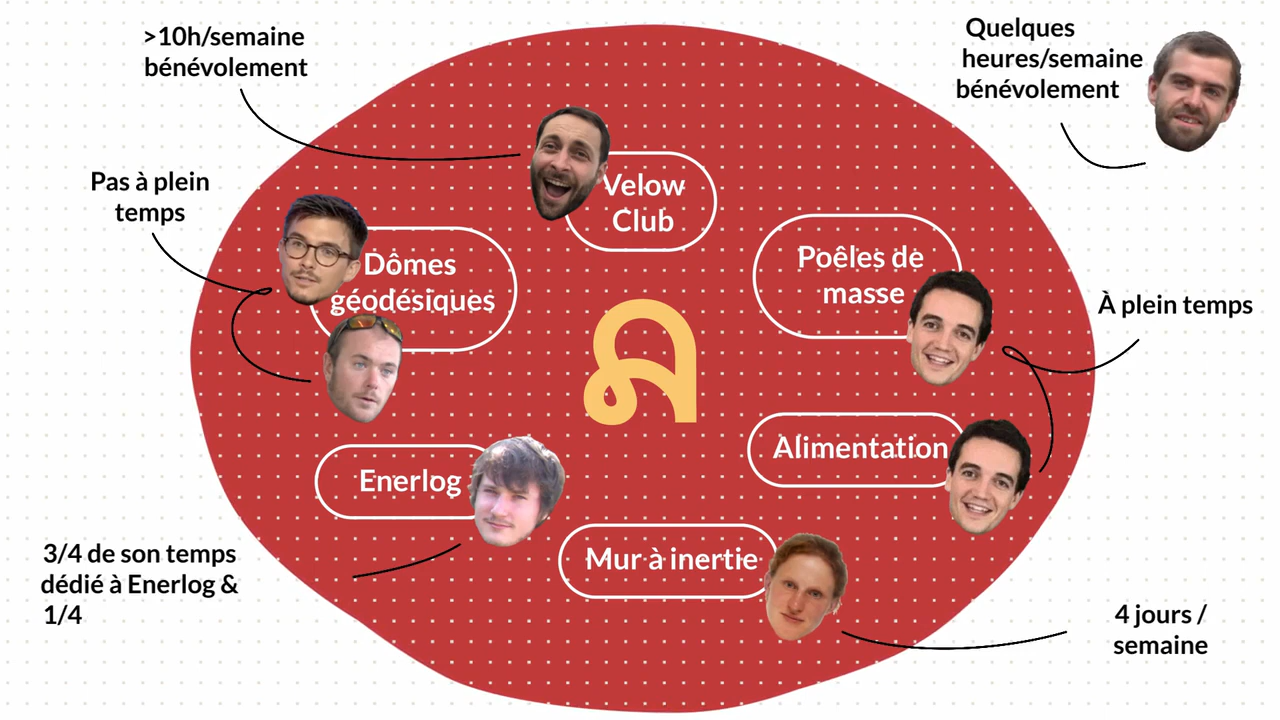 >10h/semaine
bénévolement
Quelques
heures/semaine
bénévolement
Pas à plein
temps
Velow
Club
Dômes
géodésiques
Poêles de
masse
À plein temps
Enerlog
Alimentation
Mur à inertie
3/4 de son temps
dédié à Enerlog &
1/4
4 jours /
semaine